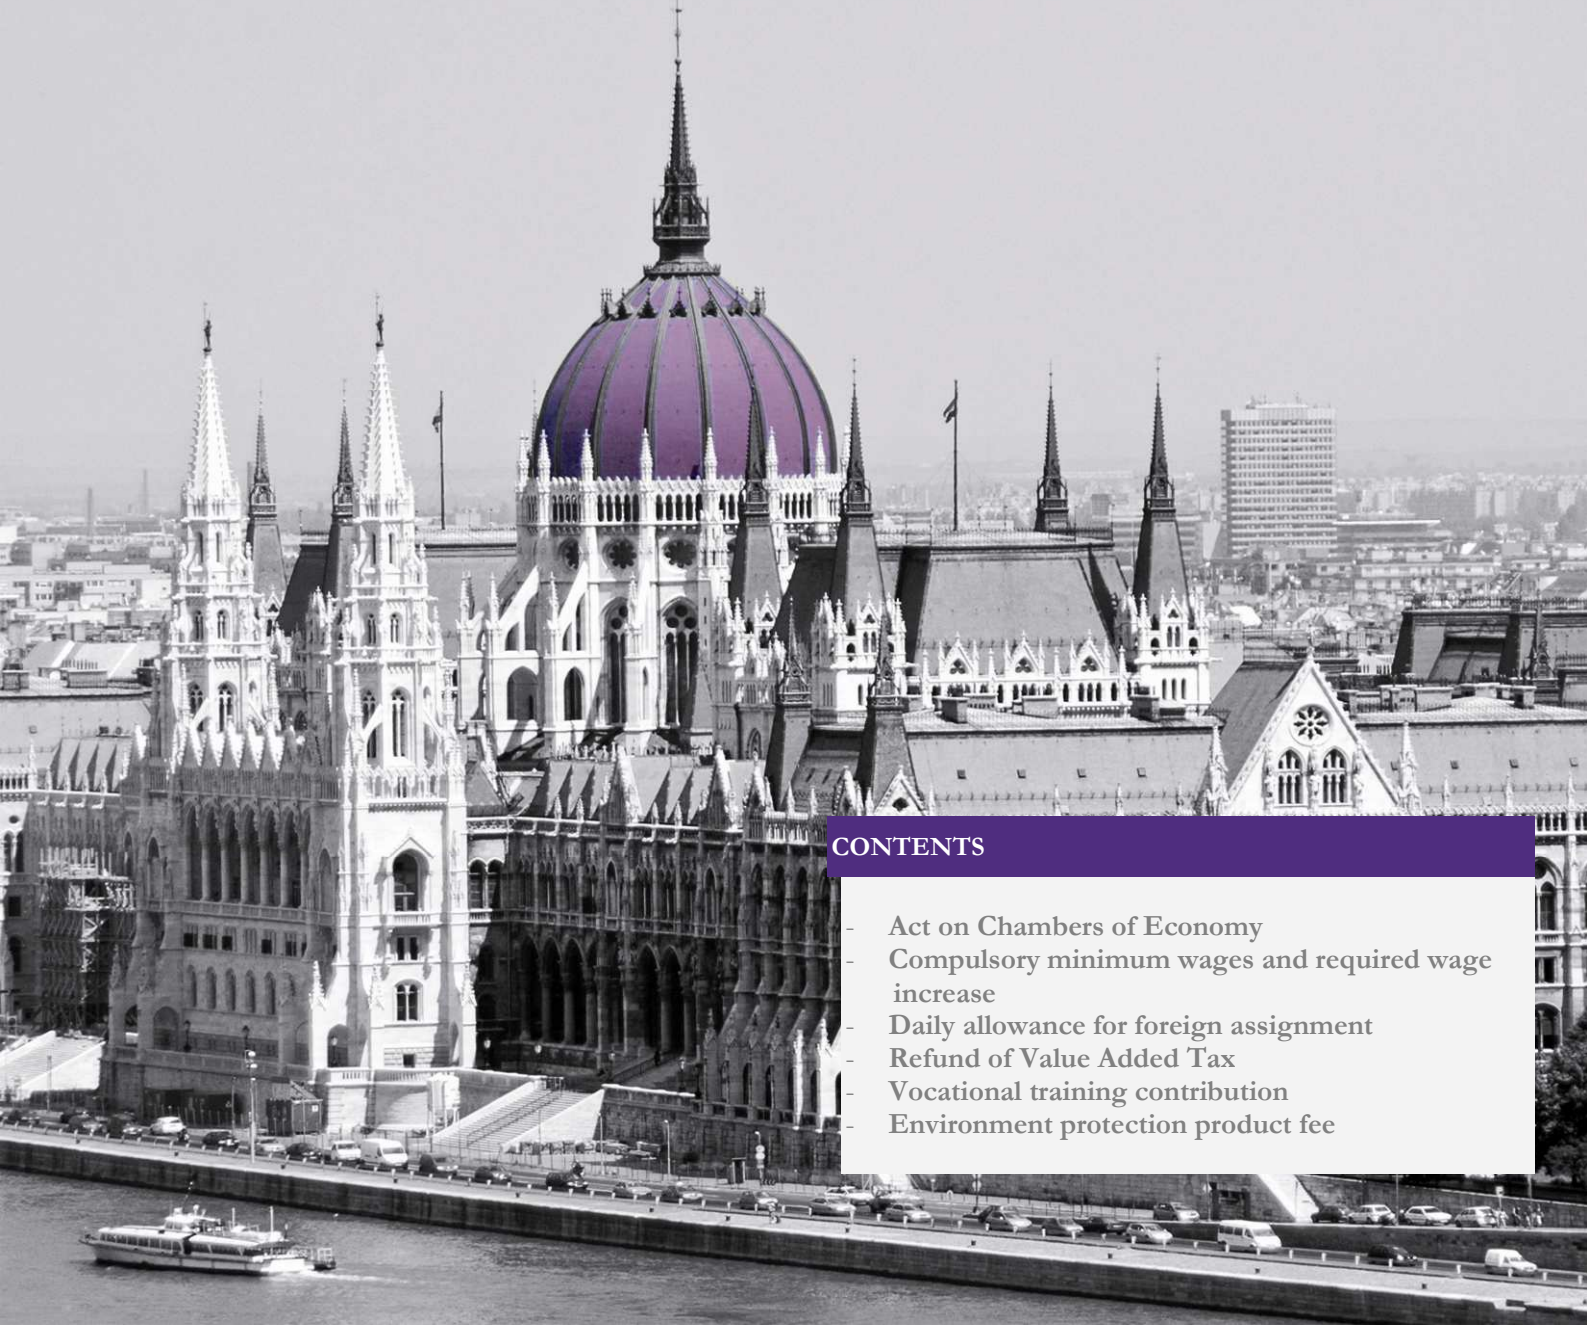 CONTENTS
- Act on Chambers of Economy
- Compulsory minimum wages and required wage
increase
- Daily allowance for foreign assignment
- Refund of Value Added Tax
- Vocational training contribution
- Environment protection product fee